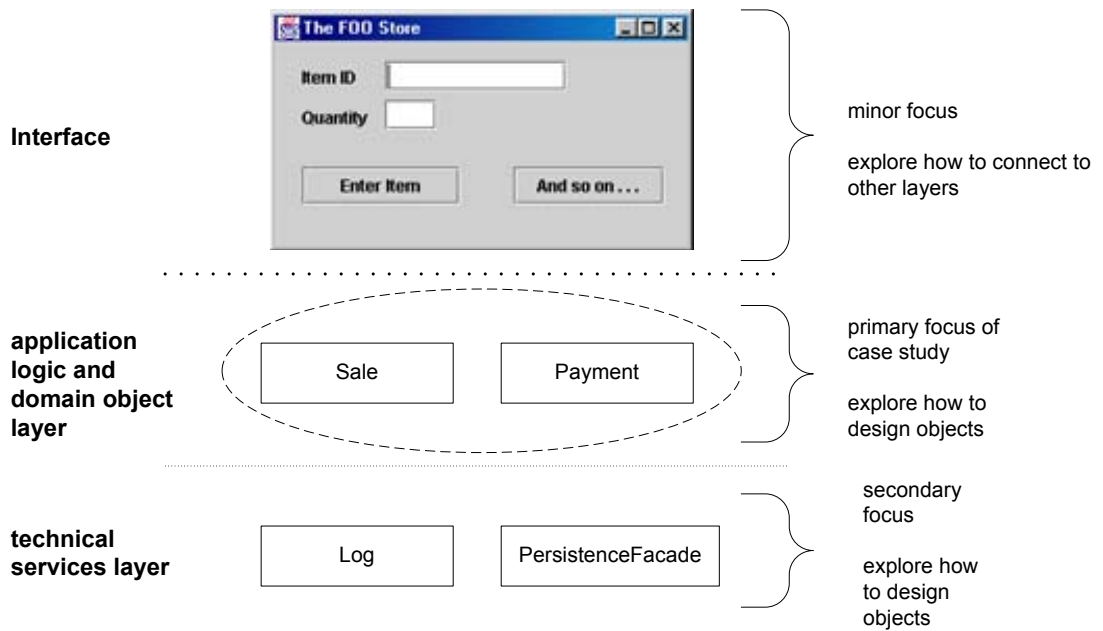 The FOO Store
Item ID
Quantity
Enter Item
And so on . . .
Interface
minor focus
explore how to connect to
other layers
application
logic and
domain object
layer
Sale
Payment
primary focus of
case study
explore how to
design objects
technical
services layer
Log
PersistenceFacade
secondary
focus
explore how
to design
objects